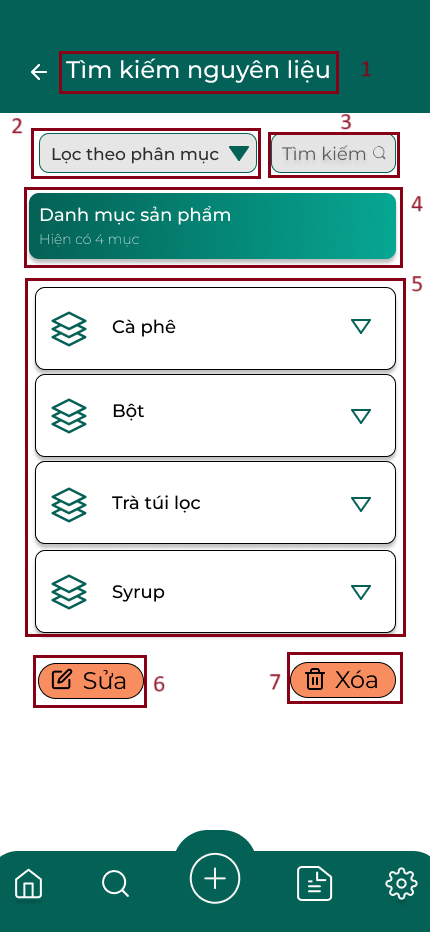 Tìm kiếm nguyên liệu 1
2 3
Lọc theo phân mục Tìm kiếm
Danh mục sản phẩm 4
Hiện có 4 mục
5
Cà phê
Bột
Trà túi lọc
Syrup
Sửa 6 7 Xóa